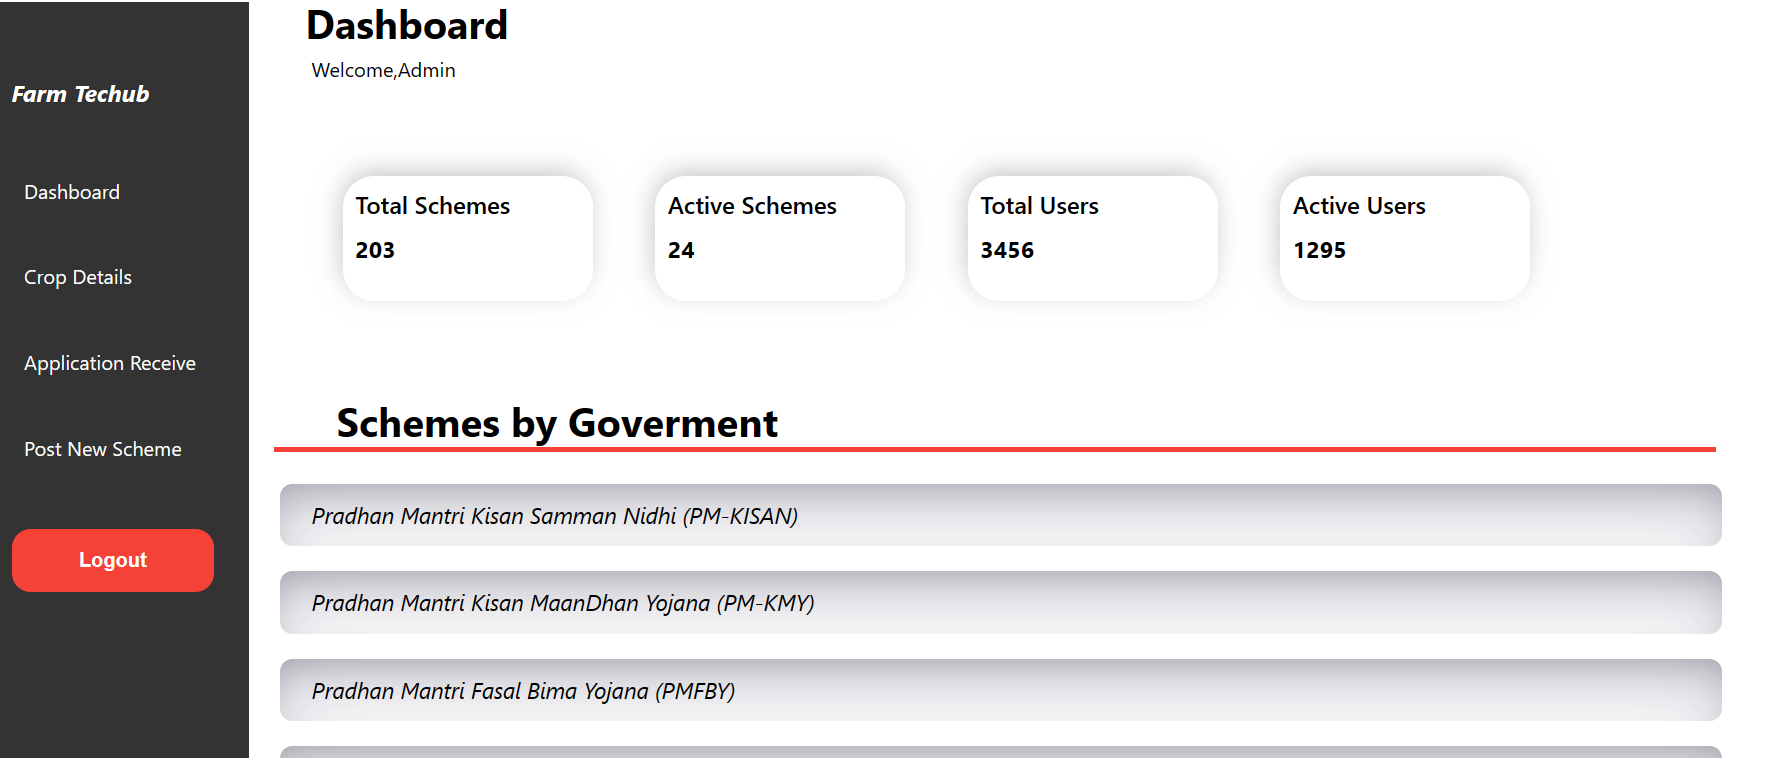 Farm Techub
Dashboard
Crop Details
Application Receive
Post New Scheme
Logout
Dashboard
Welcome,Admin
Total Schemes
203
Active Schemes
24
Total Users
3456
Active Users
1295
Schemes by Goverment
Pradhan Mantri Kisan Samman Nidhi (PM-KISAN)
Pradhan Mantri Kisan MaanDhan Yojana (PM-KMY)
Pradhan Mantri Fasal Bima Yojana (PMFBY)